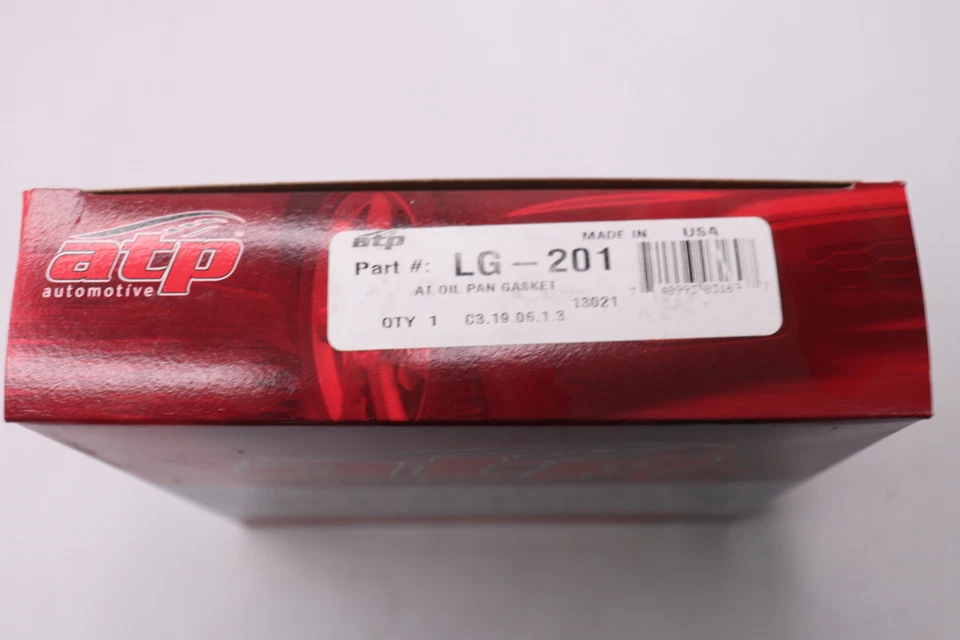 atp
automotive
atp
MADE IN USA
Part #: LG-201
AT OIL PAN GASKET
13021
QTY 1 C3.19.06.1.3